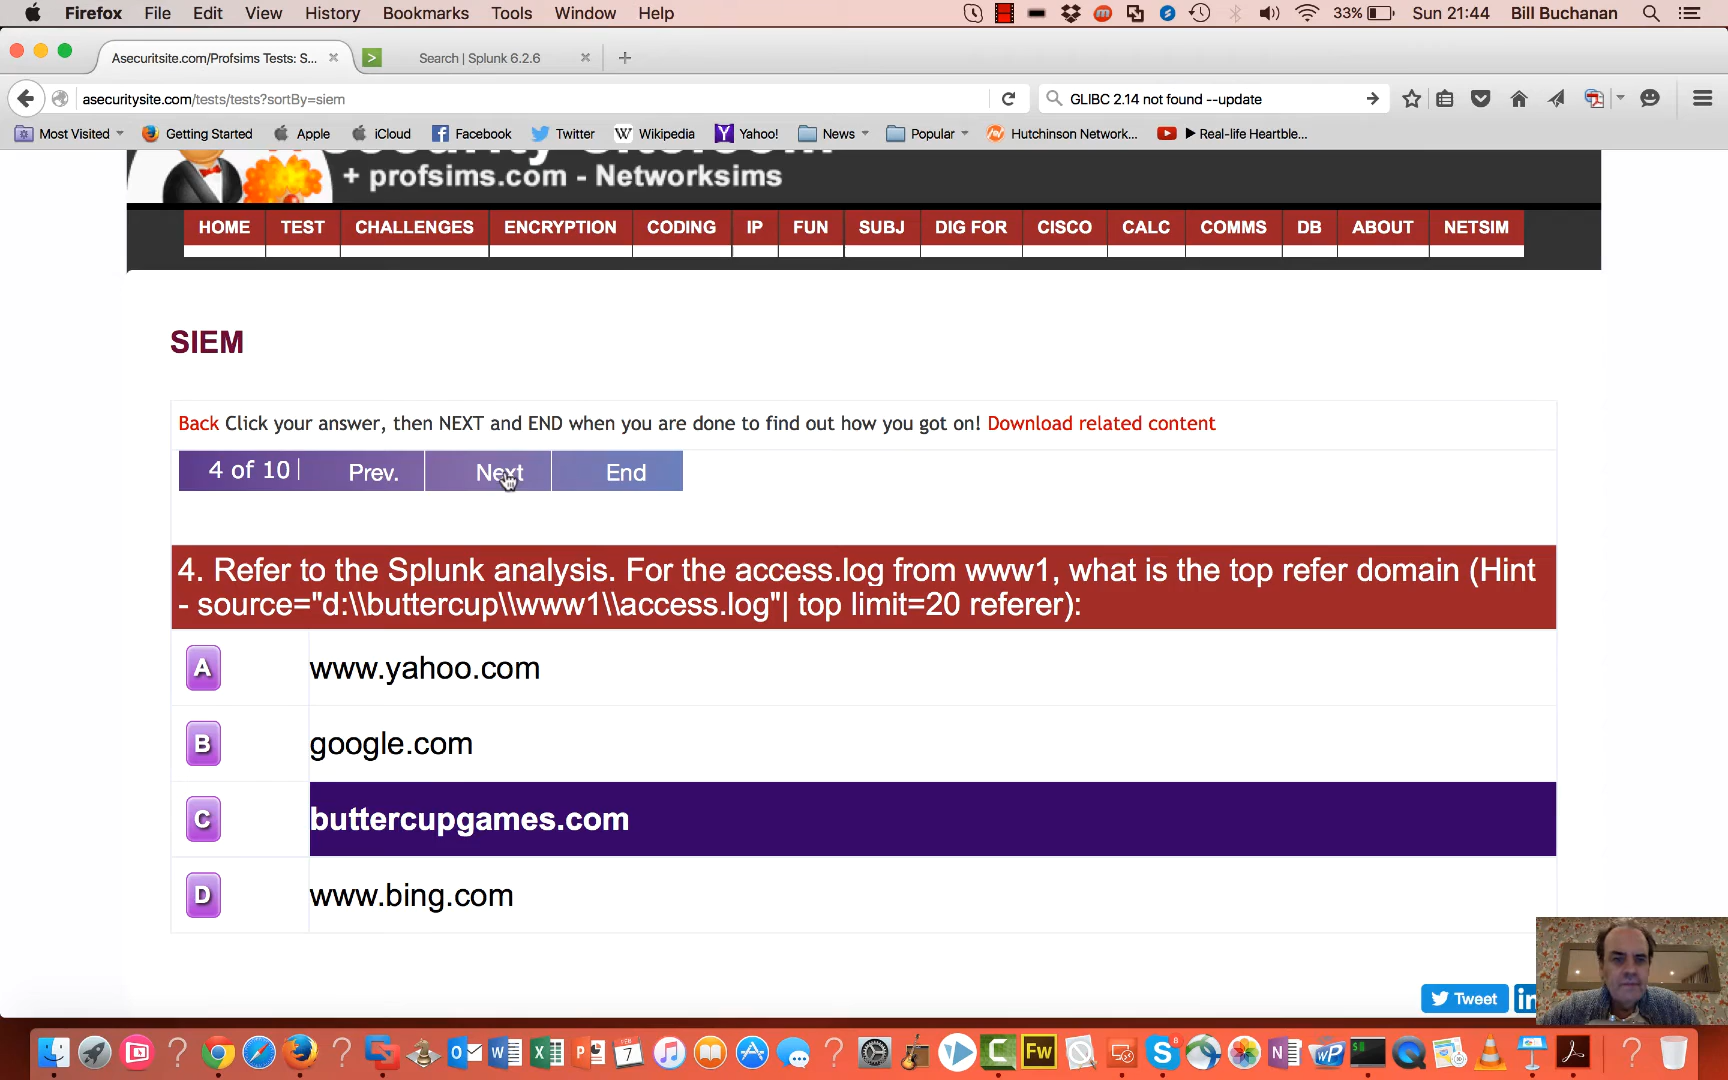 Firefox File Edit View History Bookmarks Tools Window Help 33% Sun 21:44 Bill Buchanan
Asecuritsite.com/Profsims Tests: S... Search | Splunk 6.2.6
asecuritysite.com/tests/tests?sortBy=siem GLIBC 2.14 not found --update
Most Visited Getting Started Apple iCloud Facebook Twitter Wikipedia Yahoo! News Popular Hutchinson Network... ▶ Real-life Heartble...
+ profsims.com - Networksims
HOME TEST CHALLENGES ENCRYPTION CODING IP FUN SUBJ DIG FOR CISCO CALC COMMS DB ABOUT NETSIM
SIEM
Back Click your answer, then NEXT and END when you are done to find out how you got on! Download related content
4 of 10 | Prev. Next End
4. Refer to the Splunk analysis. For the access.log from www1, what is the top refer domain (Hint
- source="d:\\buttercup\\www1\\access.log"| top limit=20 referer):
A www.yahoo.com
B google.com
C buttercupgames.com
D www.bing.com
Tweet in
FEB
7
Fw